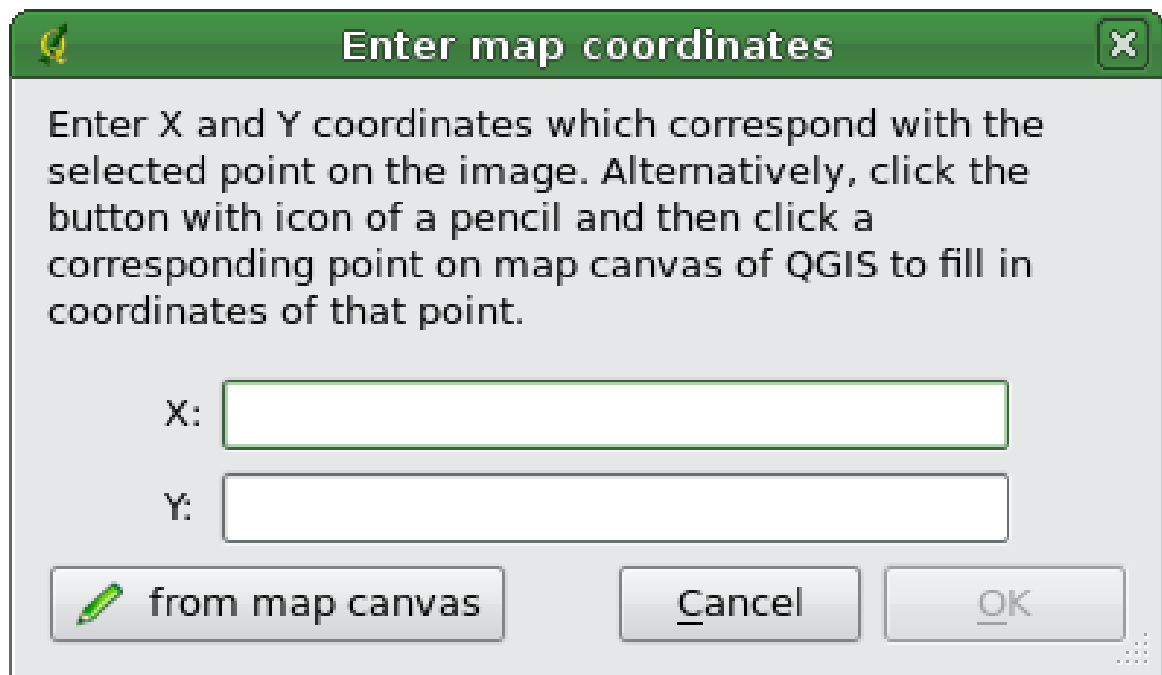 Enter map coordinates
Enter X and Y coordinates which correspond with the
selected point on the image. Alternatively, click the
button with icon of a pencil and then click a
corresponding point on map canvas of QGIS to fill in
coordinates of that point.
X:
Y:
from map canvas Cancel OK